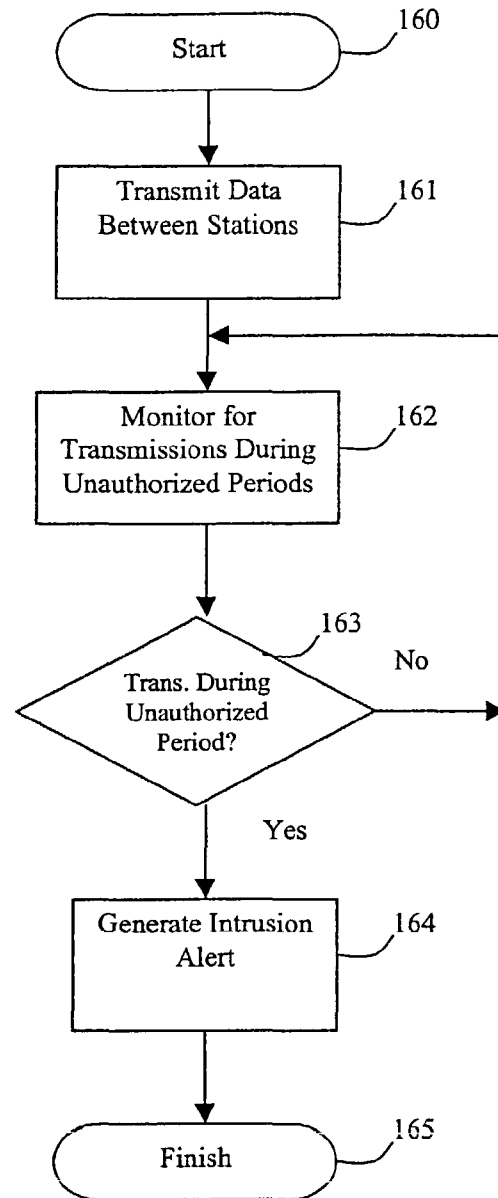 Start
160
Transmit Data
Between Stations
161
Monitor for
Transmissions During
Unauthorized Periods
162
163
Trans. During
Unauthorized
Period?
No
Yes
Generate Intrusion
Alert
164
Finish
165